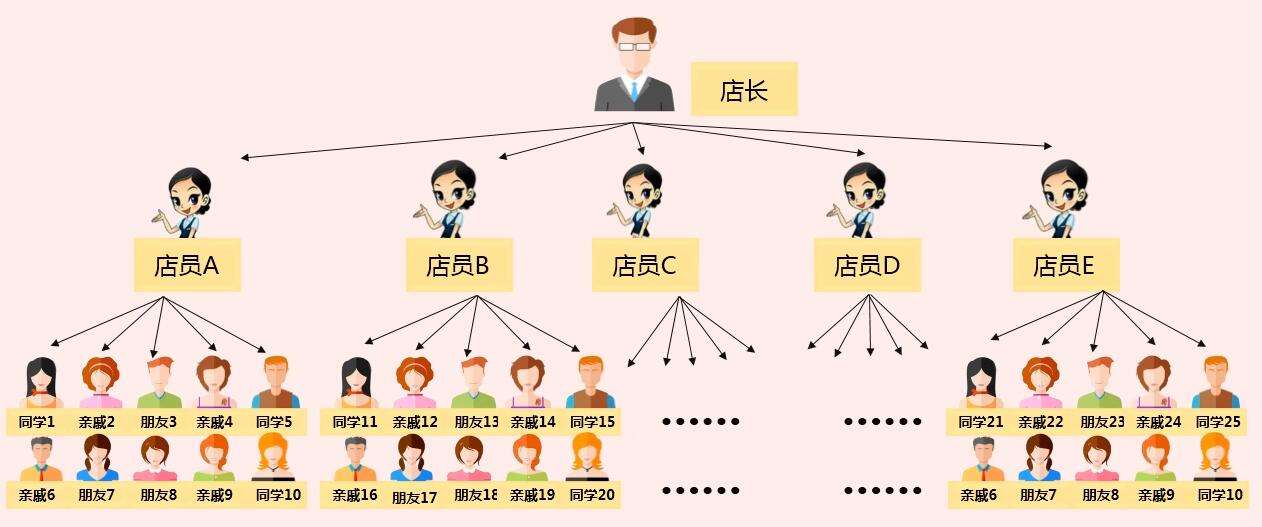 店长
店员A 店员B 店员C 店员D 店员E
同学1 亲戚2 朋友3 亲戚4 同学5 同学11 亲戚12 朋友13 亲戚14 同学15 …… …… 同学21 亲戚22 朋友23 亲戚24 同学25
亲戚6 朋友7 朋友8 亲戚9 同学10 亲戚16 朋友17 朋友18 亲戚19 同学20 …… …… 亲戚6 朋友7 朋友8 亲戚9 同学10